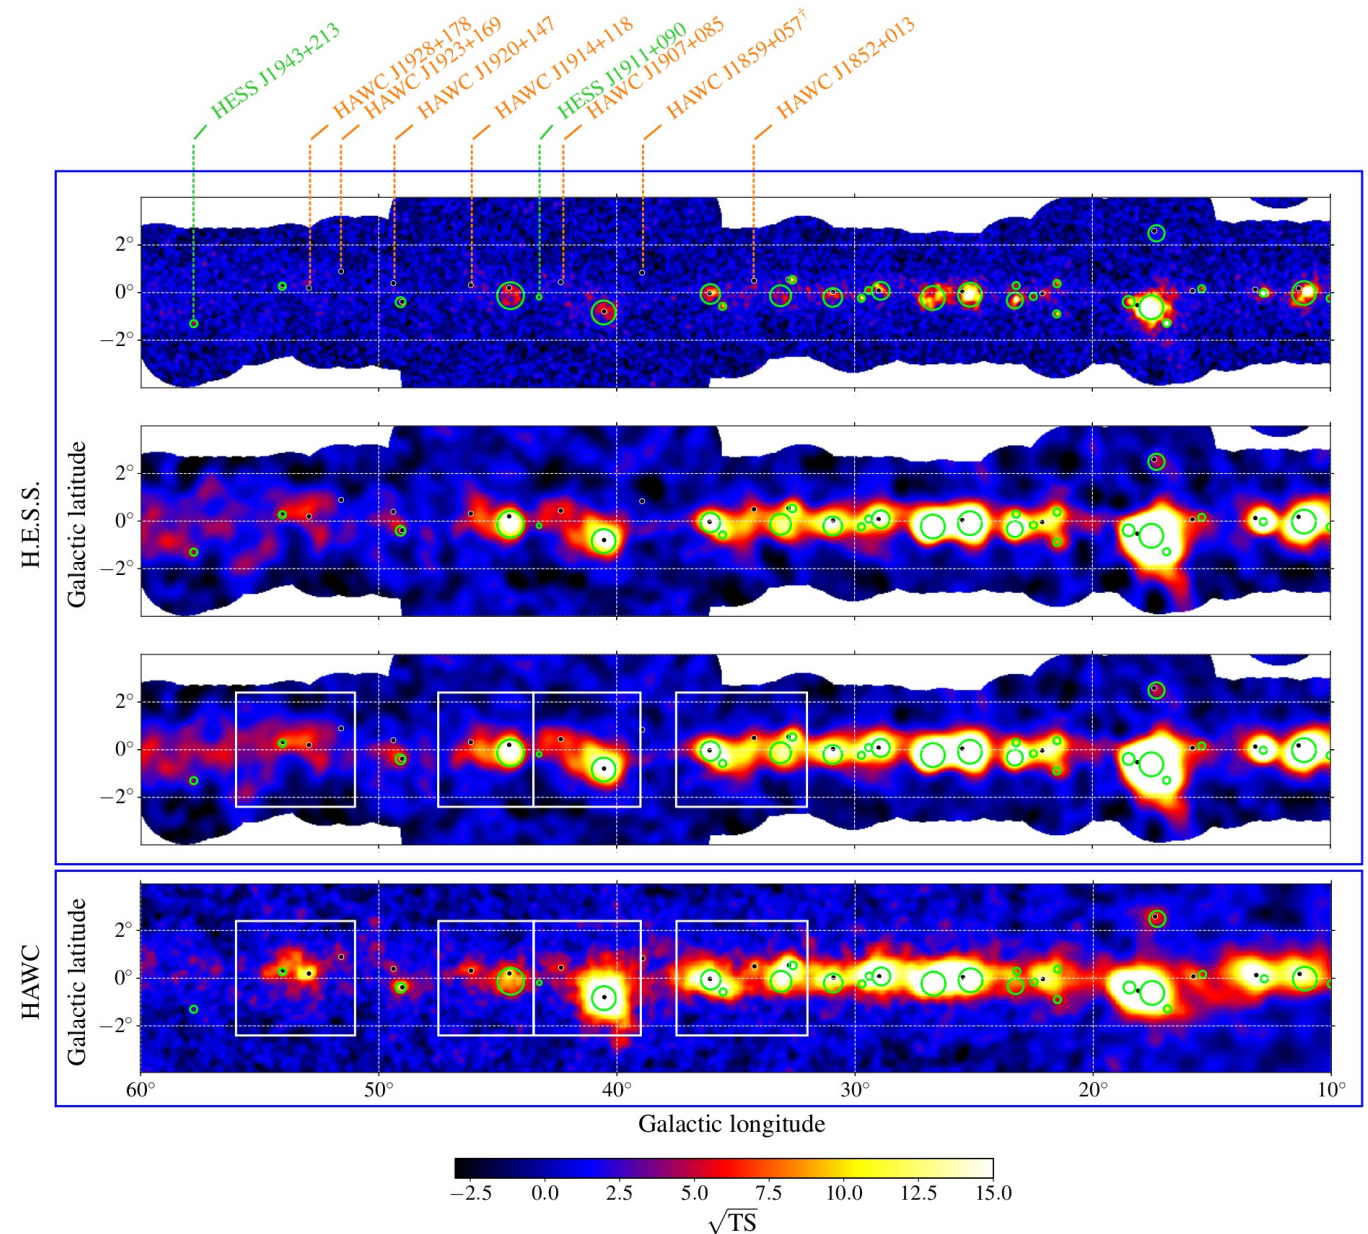 HESS J1943+213
HAWC J1928+178
HAWC J1923+169
HAWC J1920+147
HAWC J1914+118
HESS J1911+090
HAWC J1907+085
HAWC J1859+057†
HAWC J1852+013
H.E.S.S.
Galactic latitude
2°
0°
−2°
2°
0°
−2°
2°
0°
−2°
HAWC
Galactic latitude
2°
0°
−2°
60° 50° 40° 30° 20° 10°
Galactic longitude
−2.5 0.0 2.5 5.0 7.5 10.0 12.5 15.0
√TS